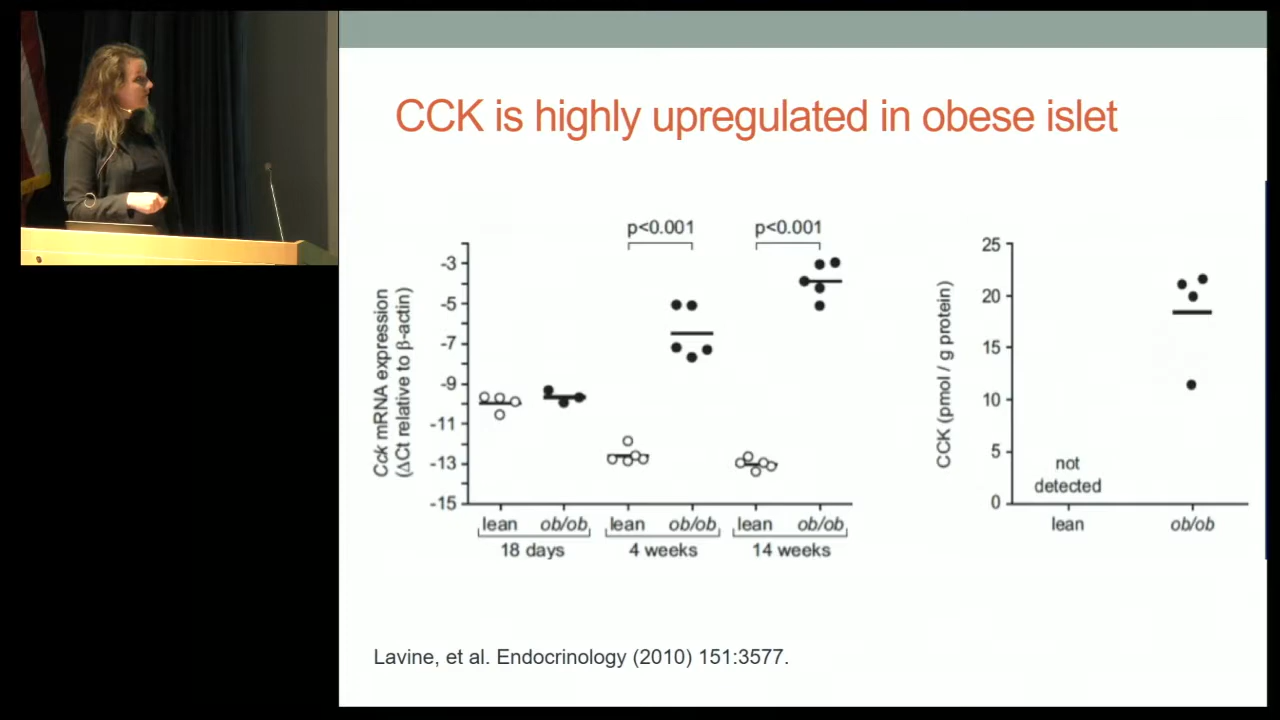 CCK is highly upregulated in obese islet
p<0.001
p<0.001
Cck mRNA expression
(ΔCt relative to β-actin)
-3
-5
-7
-9
-11
-13
-15
lean
ob/ob
lean
ob/ob
lean
ob/ob
18 days
4 weeks
14 weeks
CCK (pmol / g protein)
25
20
15
10
5
0
not
detected
lean
ob/ob
Lavine, et al. Endocrinology (2010) 151:3577.